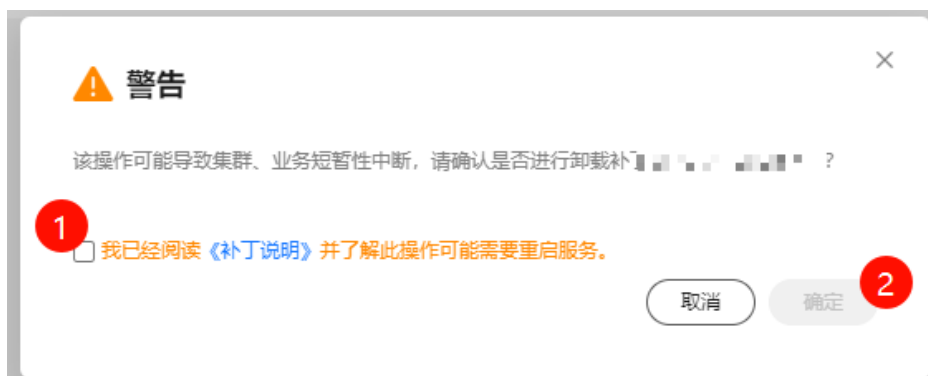 警告
该操作可能导致集群、业务短暂性中断，请确认是否进行卸载补丁 ?
1
我已经阅读《补丁说明》并了解此操作可能需要重启服务。
取消
确定
2